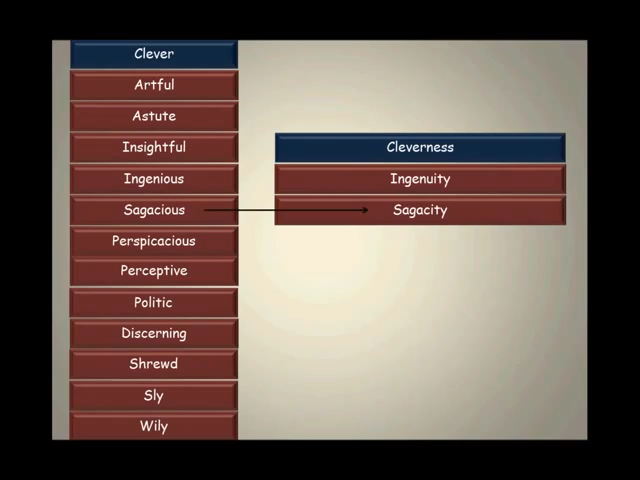 Clever
Artful
Astute
Insightful
Ingenious
Sagacious
Perspicacious
Perceptive
Politic
Discerning
Shrewd
Sly
Wily
Cleverness
Ingenuity
Sagacity